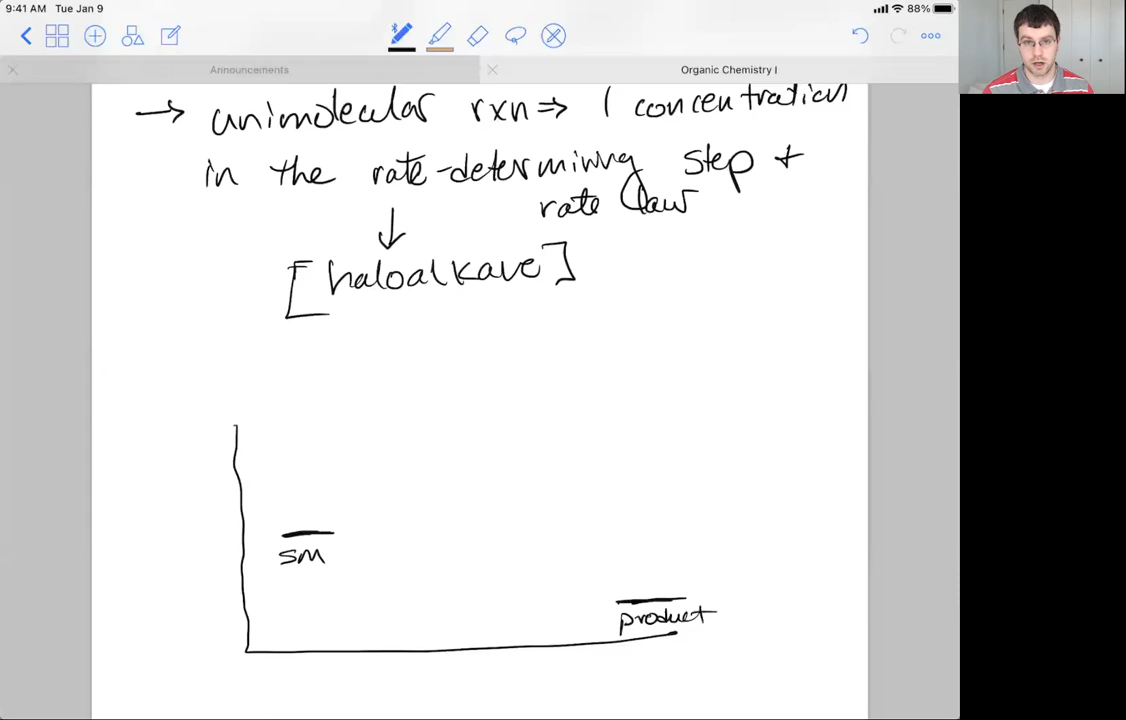 9:41 AM Tue Jan 9
88%
Announcements
Organic Chemistry I
→ unimolecular rxn ⇒ 1 concentration
in the rate-determining step +
rate law
↓
[haloalkane]
SM
product